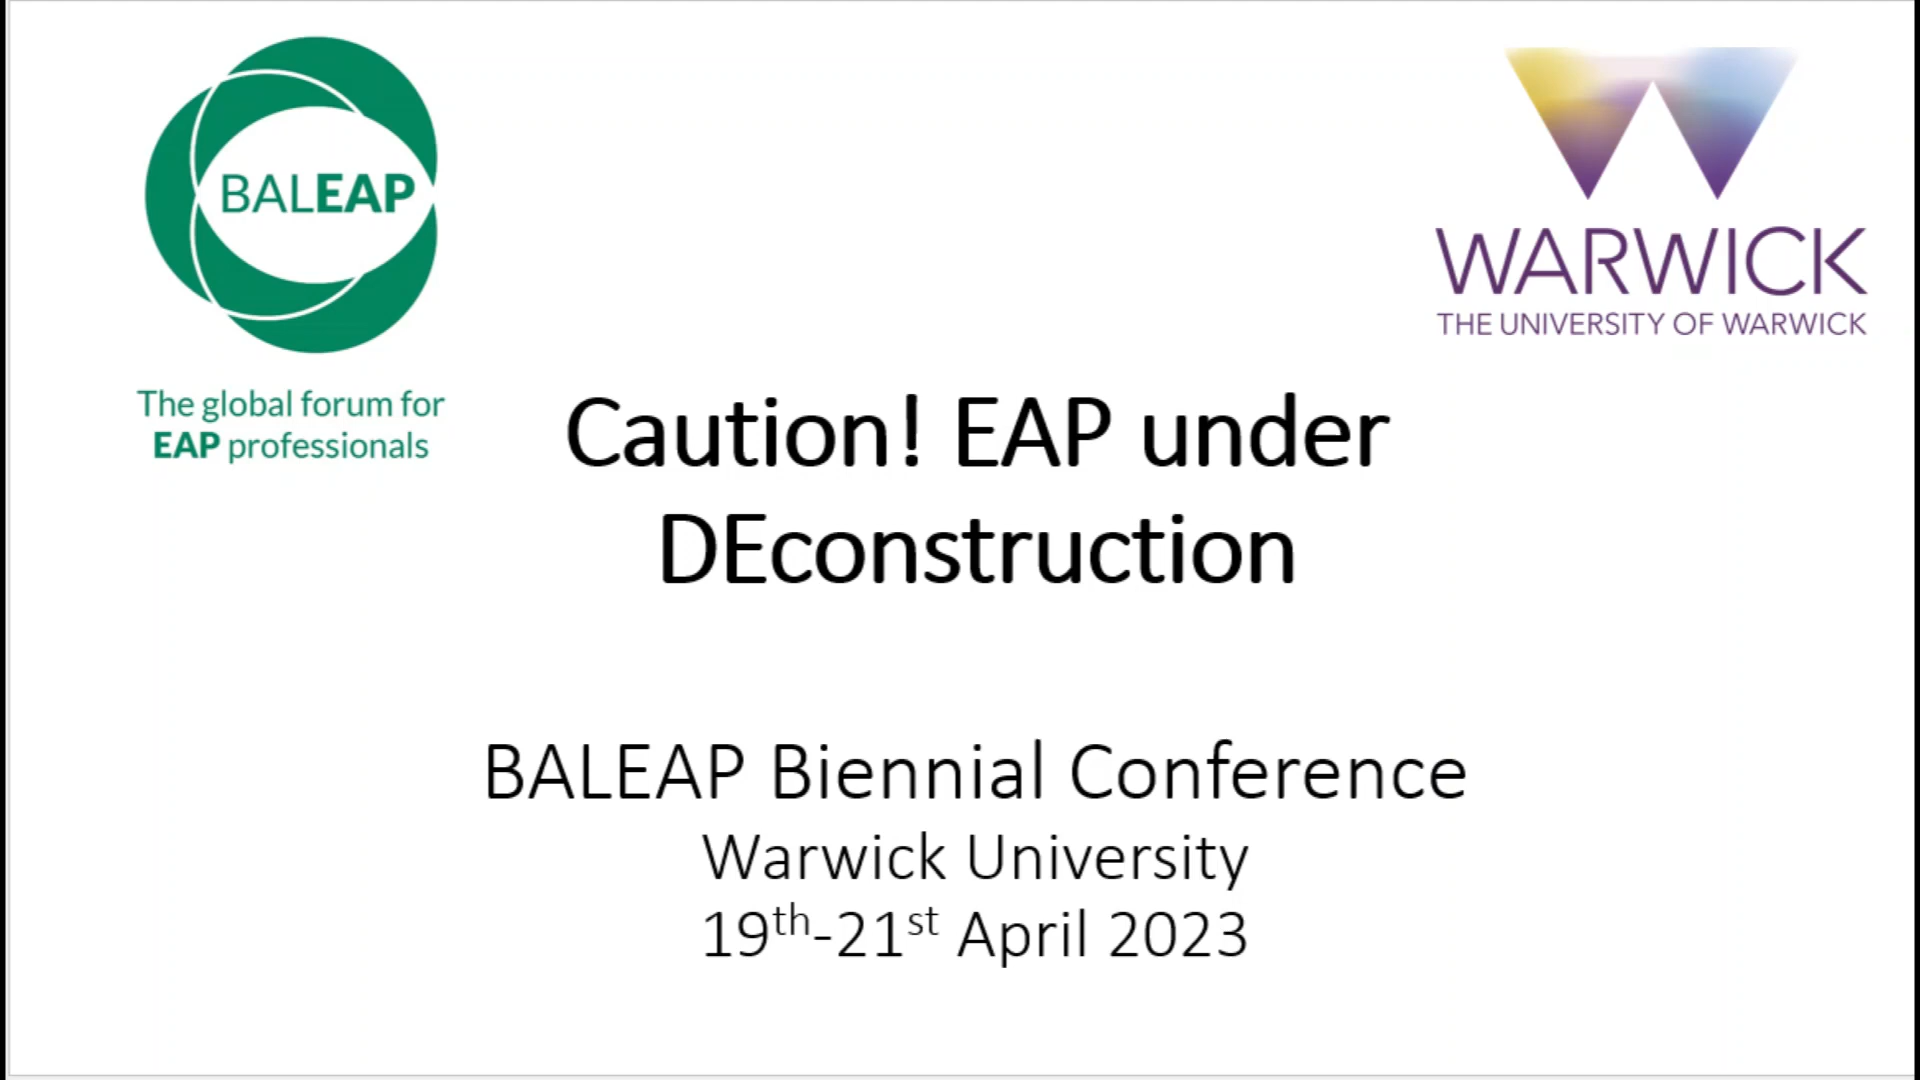 BALEAP
The global forum for
EAP professionals
WARWICK
THE UNIVERSITY OF WARWICK
Caution! EAP under
DEconstruction
BALEAP Biennial Conference
Warwick University
19th-21st April 2023